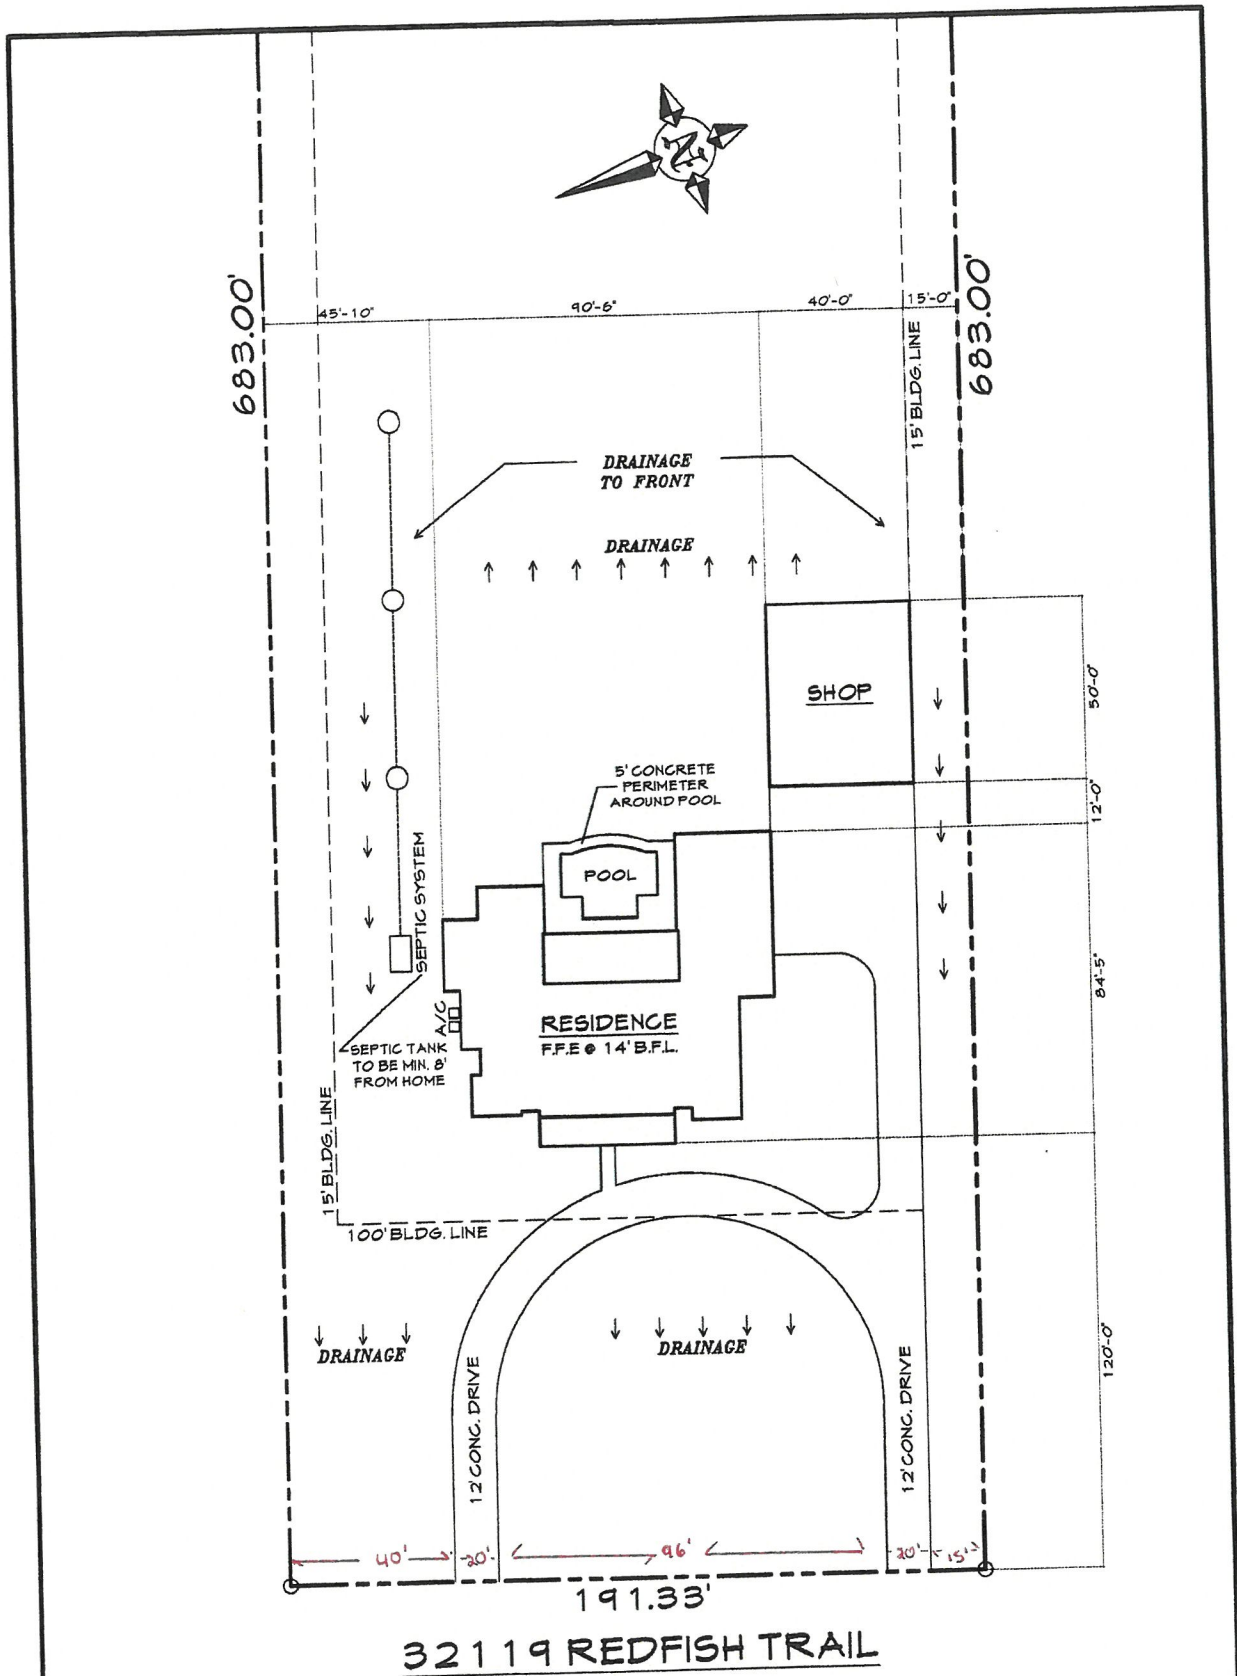 N
683.00'
45'-10"
90'-6"
40'-0"
15'-0"
683.00'
15' BLDG. LINE
DRAINAGE
TO FRONT
DRAINAGE
SHOP
50'-0"
5' CONCRETE
PERIMETER
AROUND POOL
12'-0"
POOL
SEPTIC SYSTEM
84'-5"
A/C
RESIDENCE
F.F.E @ 14' B.F.L.
SEPTIC TANK
TO BE MIN. 8'
FROM HOME
15' BLDG. LINE
100' BLDG. LINE
DRAINAGE
DRAINAGE
120'-0"
12' CONC. DRIVE
12' CONC. DRIVE
40'
20'
96'
20'
15'
191.33'
32119 REDFISH TRAIL